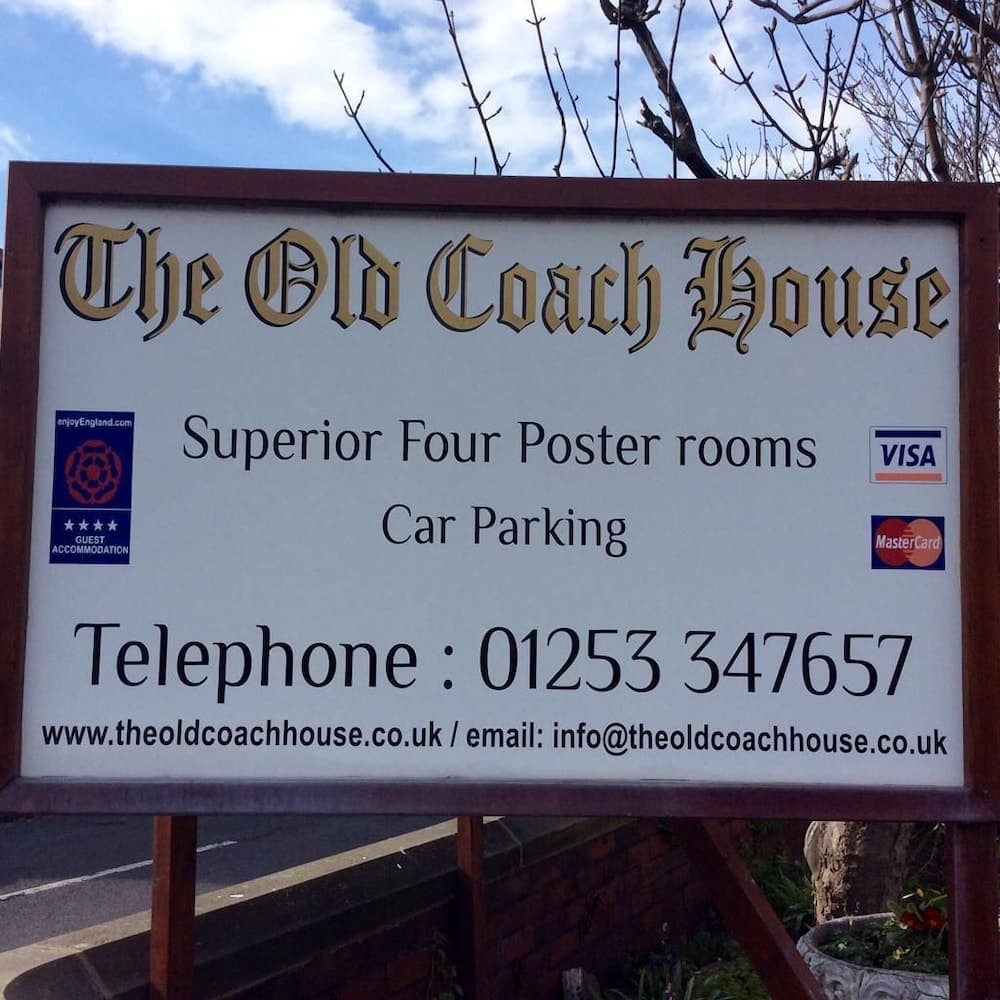 The Old Coach House
enjoyEngland.com
★★★★
GUEST
ACCOMMODATION
Superior Four Poster rooms
Car Parking
VISA
MasterCard
Telephone : 01253 347657
www.theoldcoachhouse.co.uk / email: info@theoldcoachhouse.co.uk